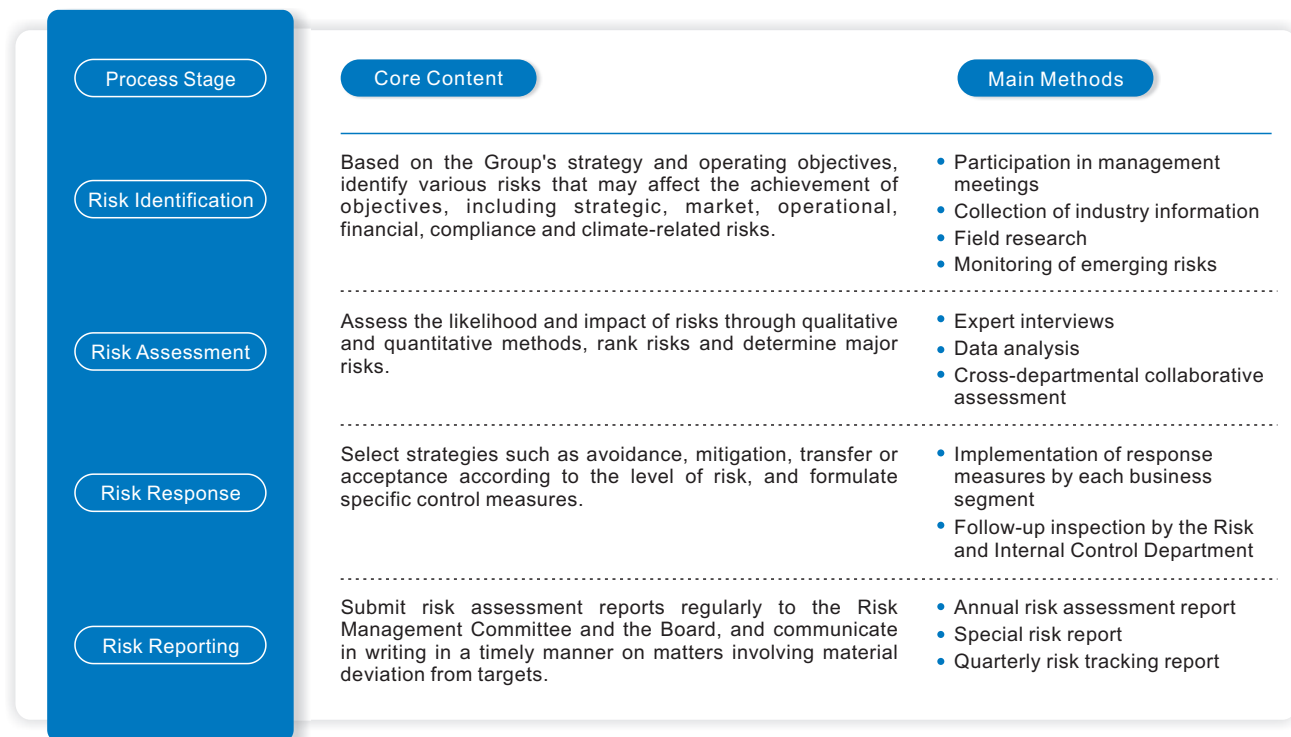 Process Stage
Core Content
Main Methods
Risk Identification
Based on the Group's strategy and operating objectives,
identify various risks that may affect the achievement of
objectives, including strategic, market, operational,
financial, compliance and climate-related risks.
• Participation in management
meetings
• Collection of industry information
• Field research
• Monitoring of emerging risks
Risk Assessment
Assess the likelihood and impact of risks through qualitative
and quantitative methods, rank risks and determine major
risks.
• Expert interviews
• Data analysis
• Cross-departmental collaborative
assessment
Risk Response
Select strategies such as avoidance, mitigation, transfer or
acceptance according to the level of risk, and formulate
specific control measures.
• Implementation of response
measures by each business
segment
• Follow-up inspection by the Risk
and Internal Control Department
Risk Reporting
Submit risk assessment reports regularly to the Risk
Management Committee and the Board, and communicate
in writing in a timely manner on matters involving material
deviation from targets.
• Annual risk assessment report
• Special risk report
• Quarterly risk tracking report